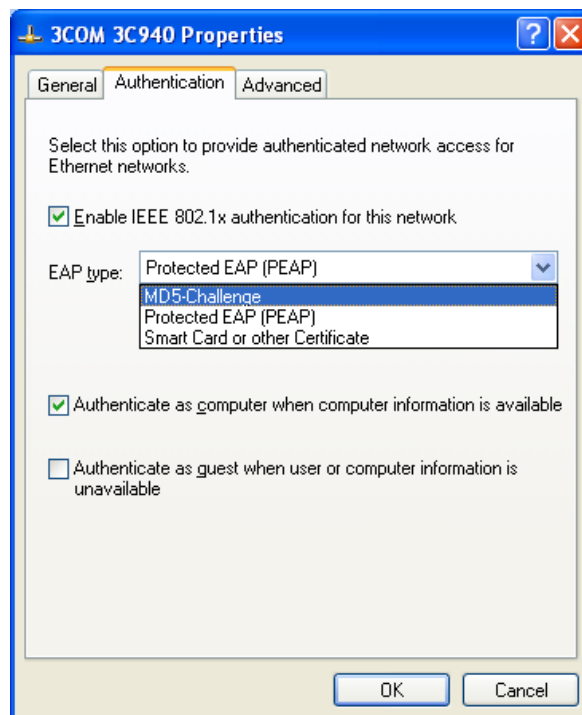 3COM 3C940 Properties
General Authentication Advanced
Select this option to provide authenticated network access for
Ethernet networks.
Enable IEEE 802.1x authentication for this network
EAP type: Protected EAP (PEAP)
MD5-Challenge
Protected EAP (PEAP)
Smart Card or other Certificate
Authenticate as computer when computer information is available
Authenticate as guest when user or computer information is
unavailable
OK Cancel